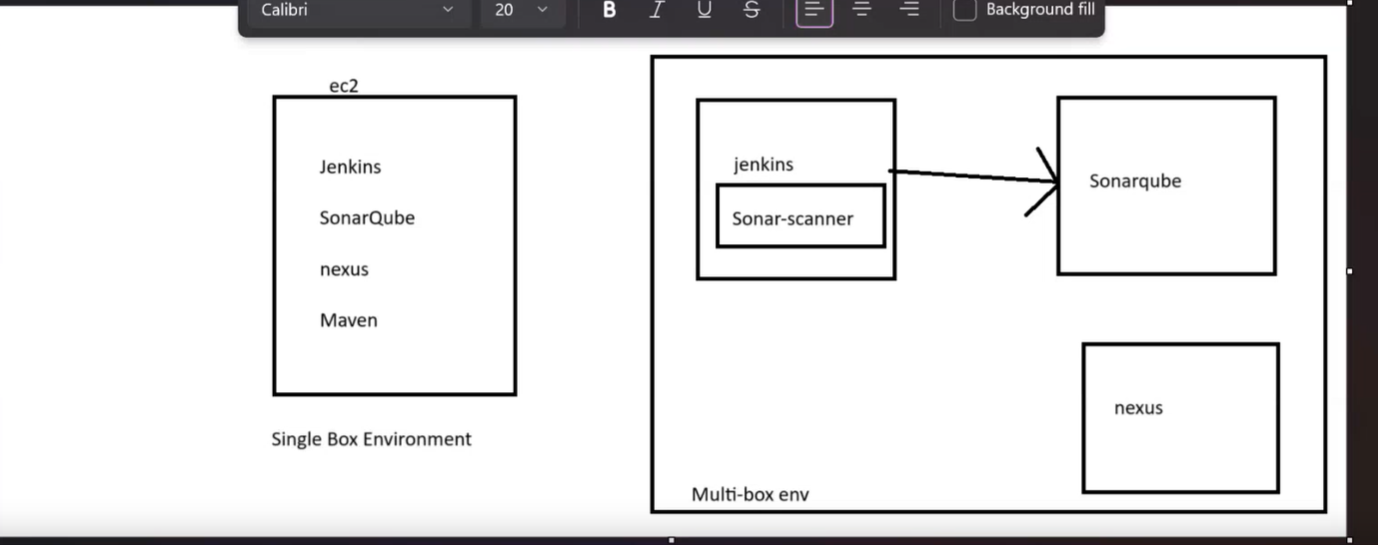 Calibri
20
B
I
U
S
Background fill
ec2
Jenkins
SonarQube
nexus
Maven
Single Box Environment
jenkins
Sonar-scanner
Sonarqube
nexus
Multi-box env